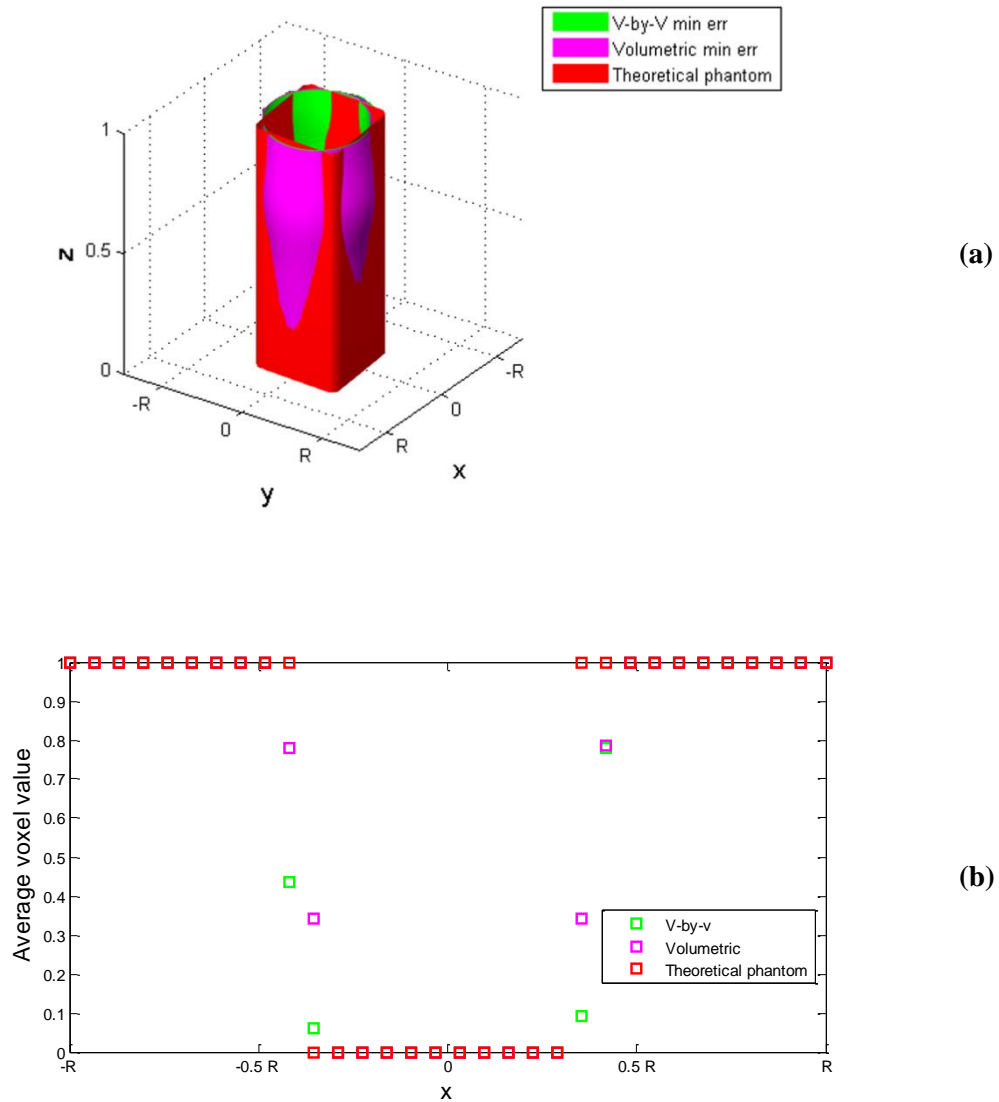 V-by-V min err
Volumetric min err
Theoretical phantom
1
0.5
0
z
-R
0
R
y
-R
0
R
x
(a)
1
0.9
0.8
0.7
0.6
0.5
0.4
0.3
0.2
0.1
0
Average voxel value
-R
-0.5 R
0
0.5 R
R
x
V-by-v
Volumetric
Theoretical phantom
(b)